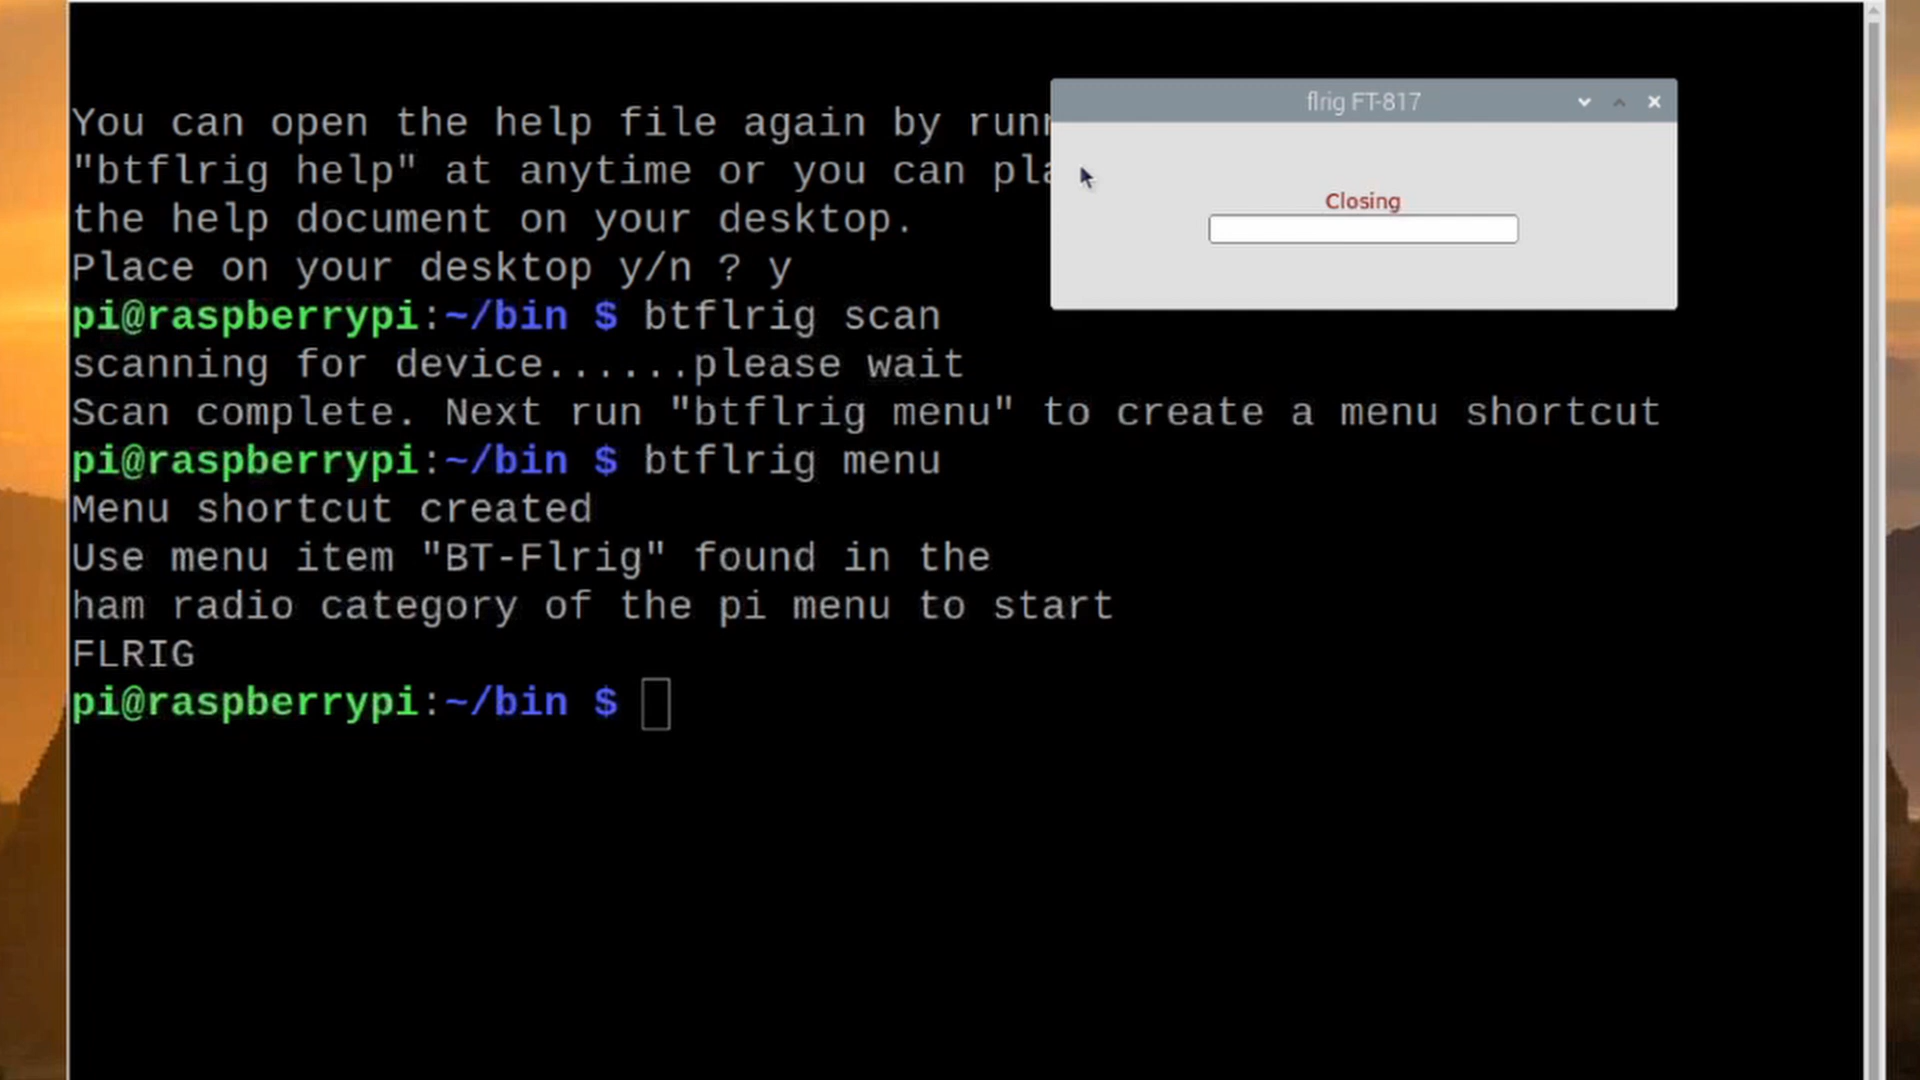 flrig FT-817
Closing
You can open the help file again by
"btflrig help" at anytime or you can
the help document on your desktop.
Place on your desktop y/n ? y
pi@raspberrypi:~/bin $ btflrig scan
scanning for device......please wait
Scan complete. Next run "btflrig menu" to create a menu shortcut
pi@raspberrypi:~/bin $ btflrig menu
Menu shortcut created
Use menu item "BT-Flrig" found in the
ham radio category of the pi menu to start
FLRIG
pi@raspberrypi:~/bin $